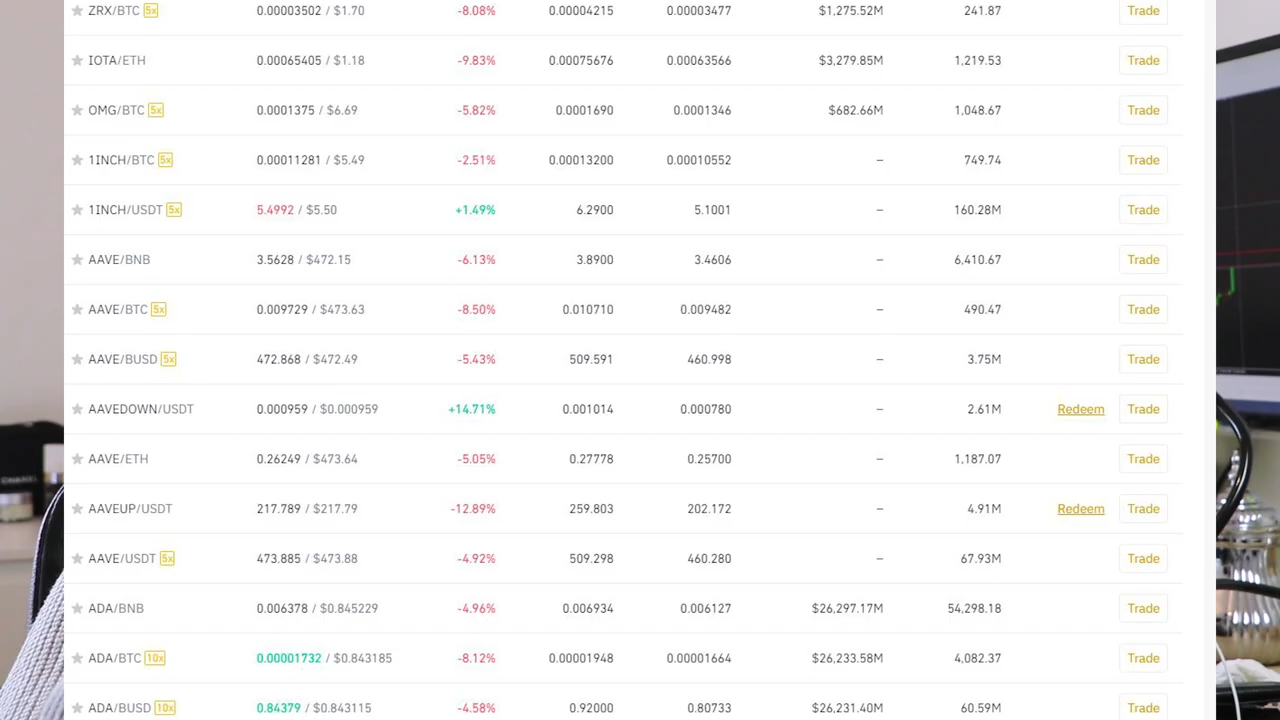 ZRX/BTC 5x 0.00003502 / $1.70 -8.08% 0.00004215 0.00003477 $1,275.52M 241.87 Trade
IOTA/ETH 0.00065405 / $1.18 -9.83% 0.00075676 0.00063566 $3,279.85M 1,219.53 Trade
OMG/BTC 5x 0.0001375 / $6.69 -5.82% 0.0001690 0.0001346 $682.66M 1,048.67 Trade
1INCH/BTC 5x 0.00011281 / $5.49 -2.51% 0.00013200 0.00010552 – 749.74 Trade
1INCH/USDT 5x 5.4992 / $5.50 +1.49% 6.2900 5.1001 – 160.28M Trade
AAVE/BNB 3.5628 / $472.15 -6.13% 3.8900 3.4606 – 6,410.67 Trade
AAVE/BTC 5x 0.009729 / $473.63 -8.50% 0.010710 0.009482 – 490.47 Trade
AAVE/BUSD 5x 472.868 / $472.49 -5.43% 509.591 460.998 – 3.75M Trade
AAVEDOWN/USDT 0.000959 / $0.000959 +14.71% 0.001014 0.000780 – 2.61M Redeem Trade
AAVE/ETH 0.26249 / $473.64 -5.05% 0.27778 0.25700 – 1,187.07 Trade
AAVEUP/USDT 217.789 / $217.79 -12.89% 259.803 202.172 – 4.91M Redeem Trade
AAVE/USDT 5x 473.885 / $473.88 -4.92% 509.298 460.280 – 67.93M Trade
ADA/BNB 0.006378 / $0.845229 -4.96% 0.006934 0.006127 $26,297.17M 54,298.18 Trade
ADA/BTC 10x 0.00001732 / $0.843185 -8.12% 0.00001948 0.00001664 $26,233.58M 4,082.37 Trade
ADA/BUSD 10x 0.84379 / $0.843115 -4.58% 0.92000 0.80733 $26,231.40M 60.59M Trade
CHANEL